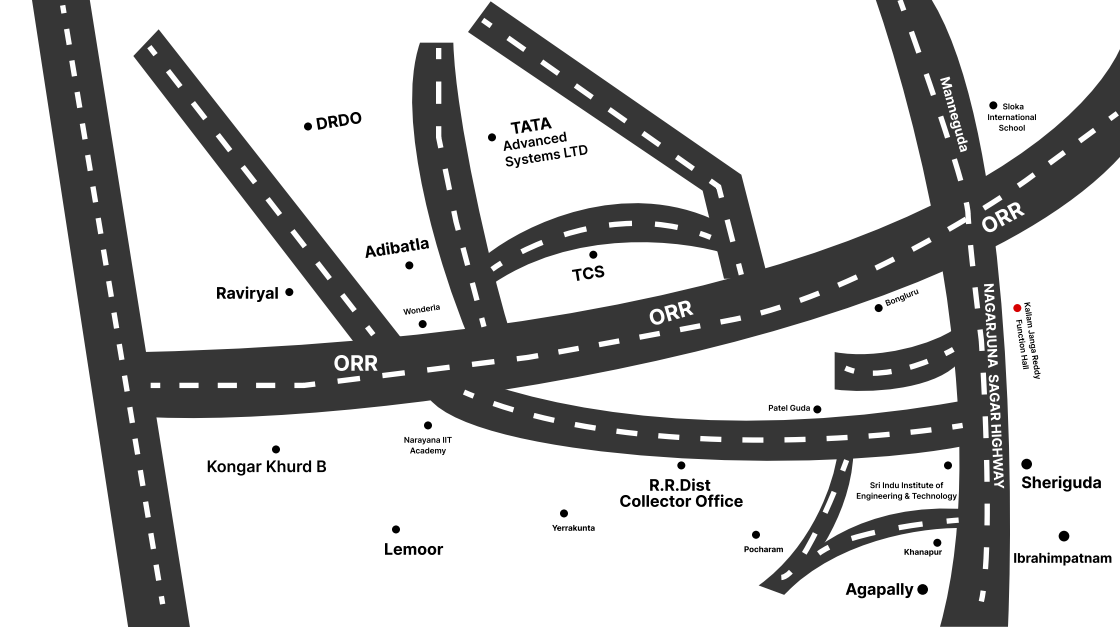 Manneguda
Sloka
International
School
DRDO
TATA
Advanced
Systems LTD
ORR
Adibatla
TCS
Raviryal
Wonderla
ORR
Bongluru
NAGARJUNA SAGAR HIGHWAY
Kallam Janga Reddy
Function Hall
ORR
Patel Guda
Narayana IIT
Academy
Kongar Khurd B
R.R.Dist
Collector Office
Sri Indu Institute of
Engineering & Technology
Sheriguda
Yerrakunta
Lemoor
Pocharam
Khanapur
Ibrahimpatnam
Agapally